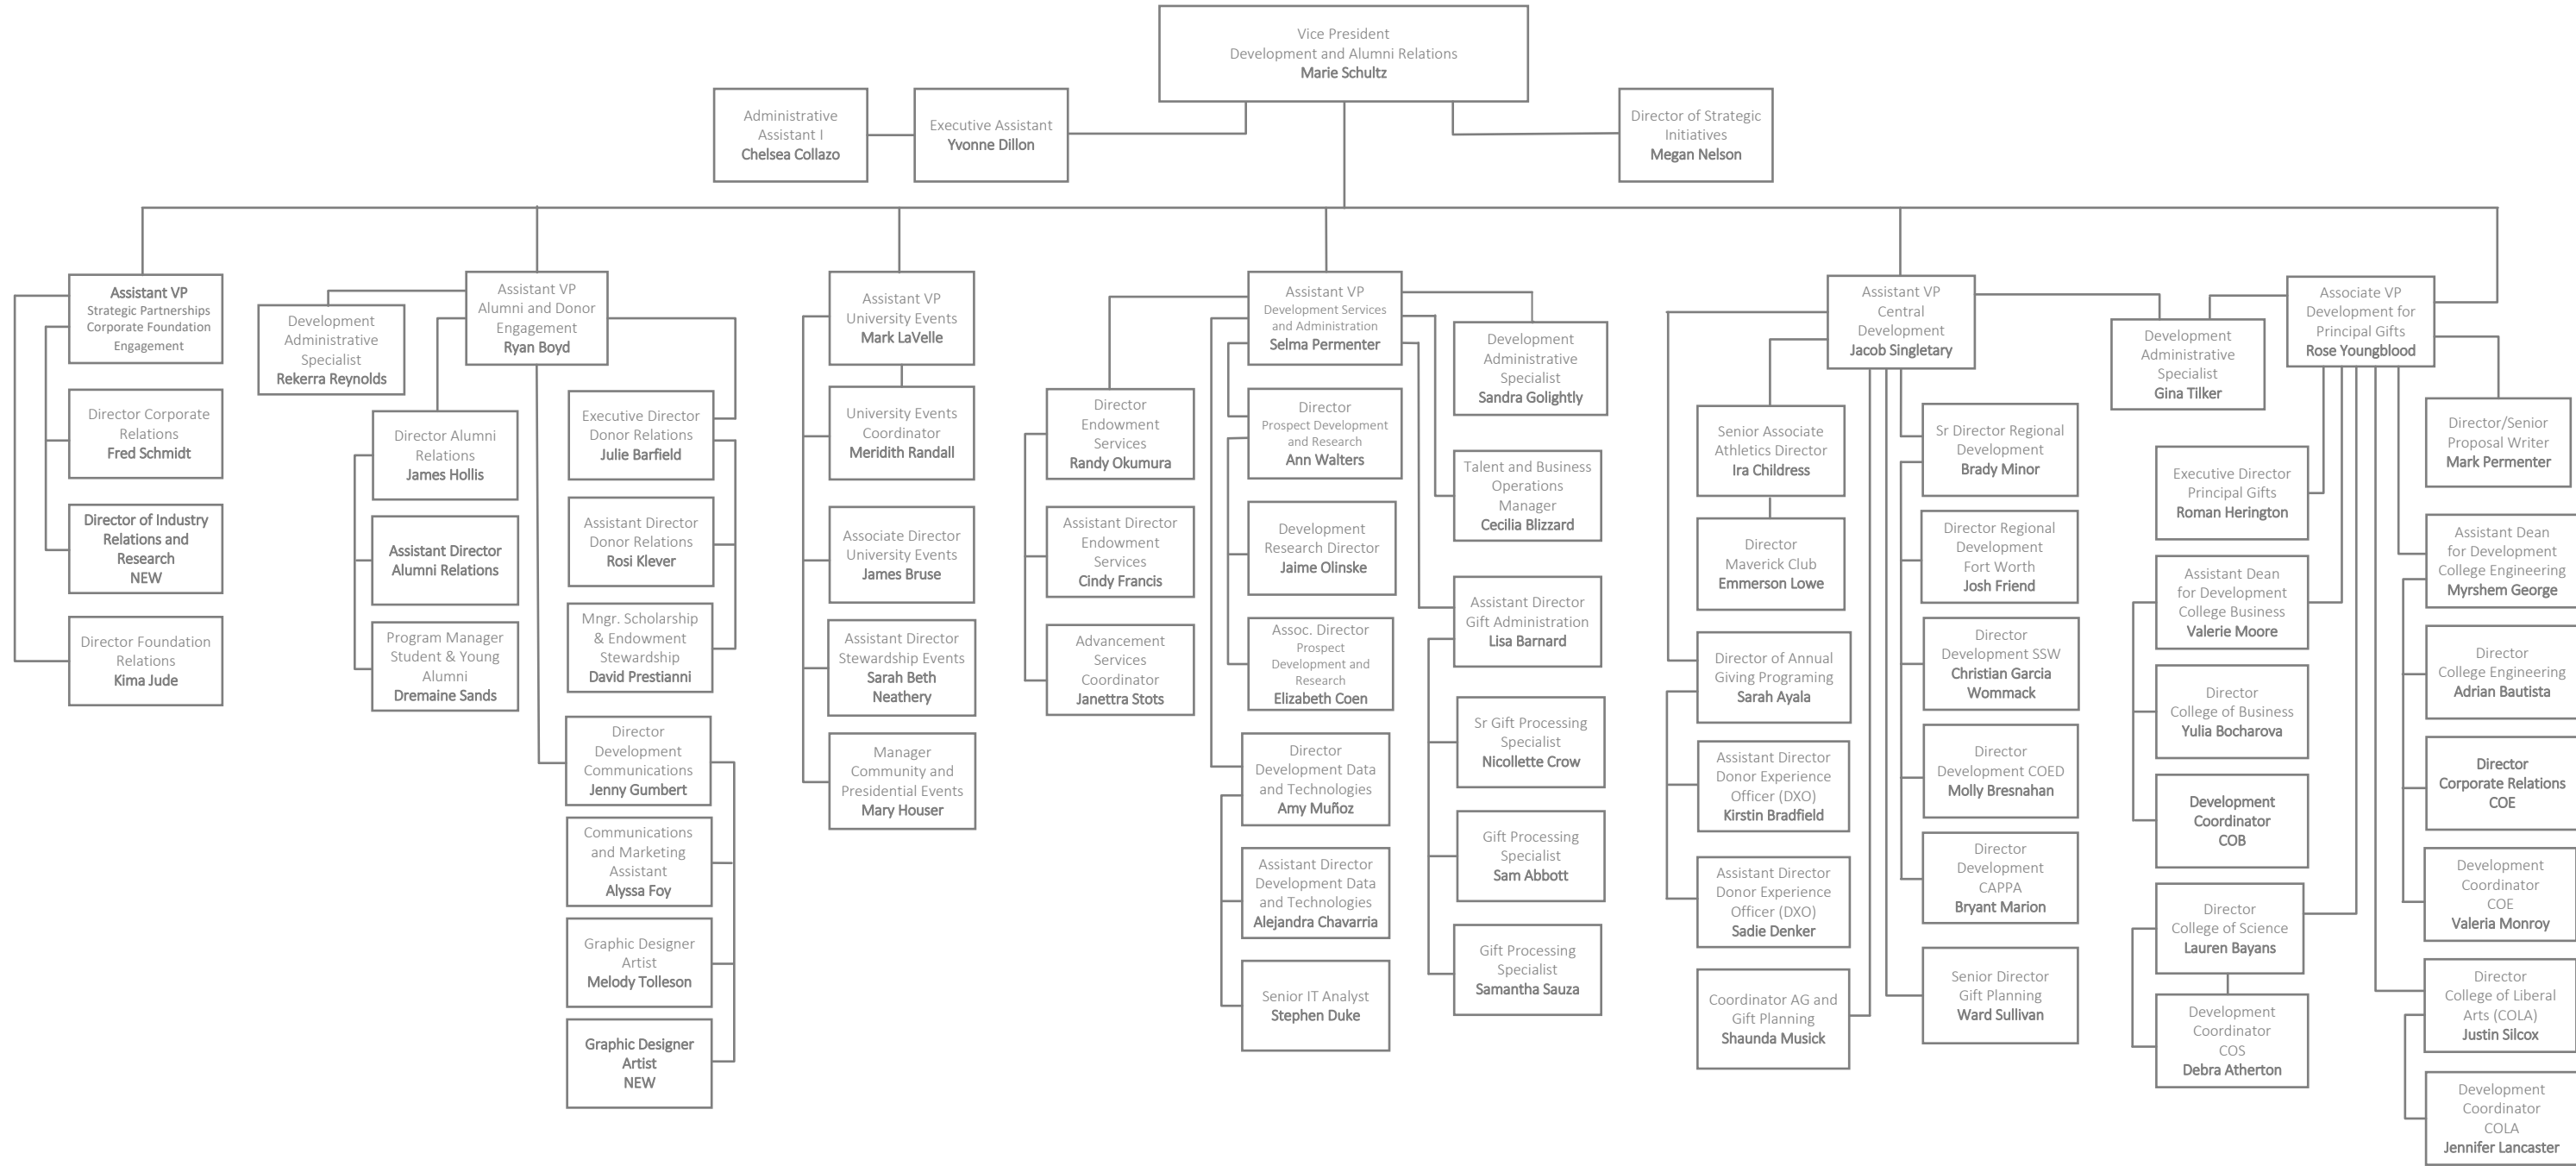 Vice President
Development and Alumni Relations
Marie Schultz
Administrative
Assistant I
Chelsea Collazo
Executive Assistant
Yvonne Dillon
Director of Strategic
Initiatives
Megan Nelson
Assistant VP
Strategic Partnerships
Corporate Foundation
Engagement
Director Corporate
Relations
Fred Schmidt
Director of Industry
Relations and
Research
NEW
Director Foundation
Relations
Kima Jude
Assistant VP
Alumni and Donor
Engagement
Ryan Boyd
Development
Administrative
Specialist
Rekerra Reynolds
Director Alumni
Relations
James Hollis
Assistant Director
Alumni Relations
Program Manager
Student & Young
Alumni
Dremaine Sands
Executive Director
Donor Relations
Julie Barfield
Assistant Director
Donor Relations
Rosi Klever
Mngr. Scholarship
& Endowment
Stewardship
David Prestianni
Director
Development
Communications
Jenny Gumbert
Communications
and Marketing
Assistant
Alyssa Foy
Graphic Designer
Artist
Melody Tolleson
Graphic Designer
Artist
NEW
Assistant VP
University Events
Mark LaVelle
University Events
Coordinator
Meridith Randall
Associate Director
University Events
James Bruse
Assistant Director
Stewardship Events
Sarah Beth
Neathery
Manager
Community and
Presidential Events
Mary Houser
Assistant VP
Development Services
and Administration
Selma Permenter
Director
Endowment
Services
Randy Okumura
Assistant Director
Endowment
Services
Cindy Francis
Advancement
Services
Coordinator
Janettra Stots
Director
Prospect Development
and Research
Ann Walters
Development
Research Director
Jaime Olinske
Assoc. Director
Prospect
Development and
Research
Elizabeth Coen
Director
Development Data
and Technologies
Amy Muñoz
Assistant Director
Development Data
and Technologies
Alejandra Chavarria
Senior IT Analyst
Stephen Duke
Development
Administrative
Specialist
Sandra Golightly
Talent and Business
Operations
Manager
Cecilia Blizzard
Assistant Director
Gift Administration
Lisa Barnard
Sr Gift Processing
Specialist
Nicollette Crow
Gift Processing
Specialist
Sam Abbott
Gift Processing
Specialist
Samantha Sauza
Assistant VP
Central
Development
Jacob Singletary
Senior Associate
Athletics Director
Ira Childress
Director
Maverick Club
Emmerson Lowe
Director of Annual
Giving Programing
Sarah Ayala
Assistant Director
Donor Experience
Officer (DXO)
Kirstin Bradfield
Assistant Director
Donor Experience
Officer (DXO)
Sadie Denker
Coordinator AG and
Gift Planning
Shaunda Musick
Sr Director Regional
Development
Brady Minor
Director Regional
Development
Fort Worth
Josh Friend
Director
Development SSW
Christian Garcia
Wommack
Director
Development COED
Molly Bresnahan
Director
Development
CAPPA
Bryant Marion
Senior Director
Gift Planning
Ward Sullivan
Development
Administrative
Specialist
Gina Tilker
Associate VP
Development for
Principal Gifts
Rose Youngblood
Executive Director
Principal Gifts
Roman Herington
Assistant Dean
for Development
College Business
Valerie Moore
Director
College of Business
Yulia Bocharova
Development
Coordinator
COB
Director
College of Science
Lauren Bayans
Development
Coordinator
COS
Debra Atherton
Director/Senior
Proposal Writer
Mark Permenter
Assistant Dean
for Development
College Engineering
Myrshem George
Director
College Engineering
Adrian Bautista
Director
Corporate Relations
COE
Development
Coordinator
COE
Valeria Monroy
Director
College of Liberal
Arts (COLA)
Justin Silcox
Development
Coordinator
COLA
Jennifer Lancaster